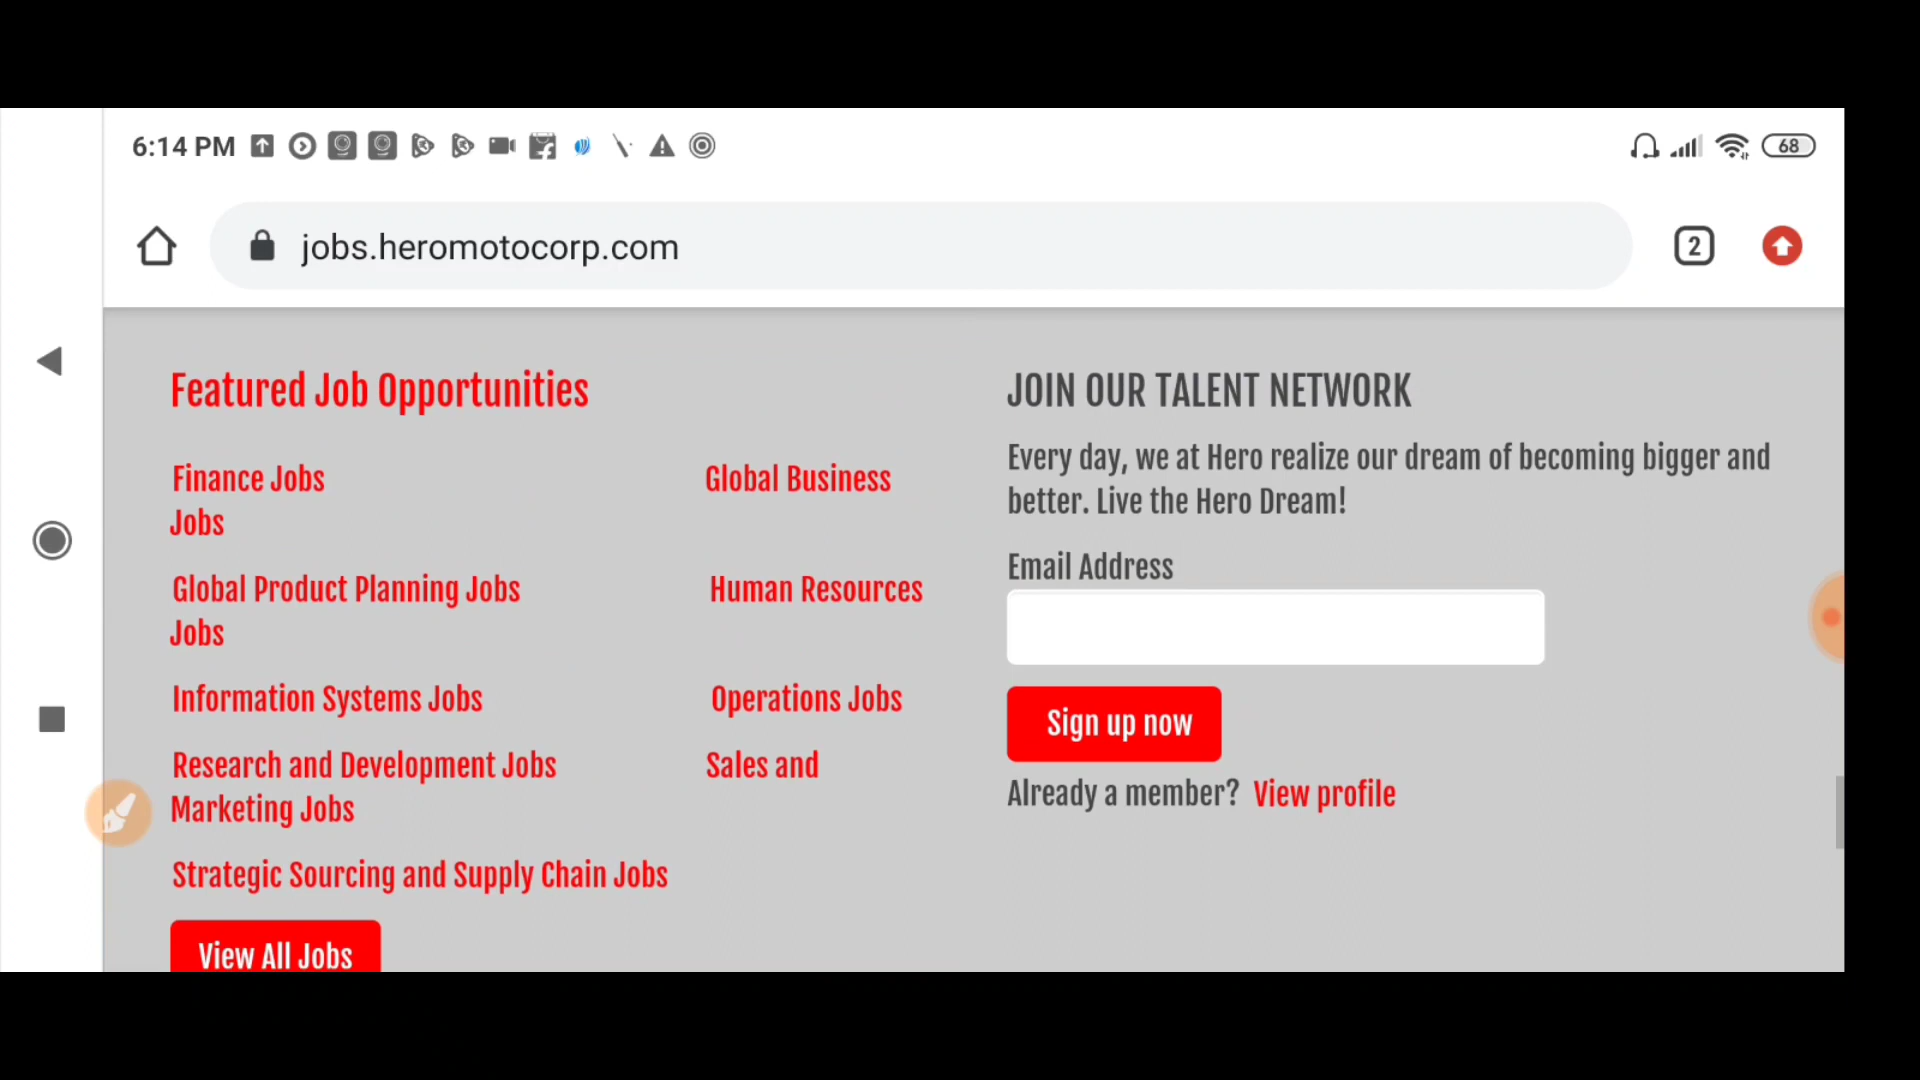 6:14 PM
68
jobs.heromotocorp.com
2
Featured Job Opportunities
Finance Jobs Global Business
Jobs
Global Product Planning Jobs Human Resources
Jobs
Information Systems Jobs Operations Jobs
Research and Development Jobs Sales and
Marketing Jobs
Strategic Sourcing and Supply Chain Jobs
View All Jobs
JOIN OUR TALENT NETWORK
Every day, we at Hero realize our dream of becoming bigger and
better. Live the Hero Dream!
Email Address
Sign up now
Already a member? View profile